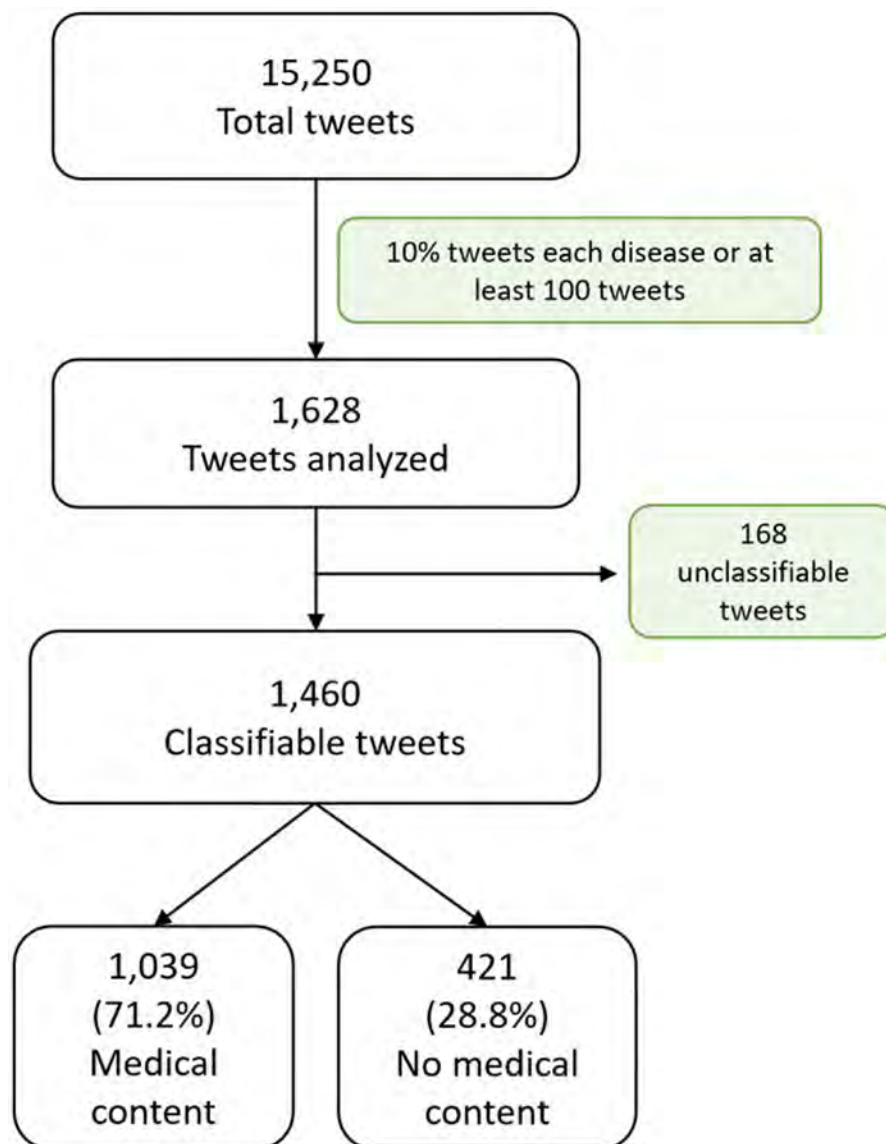 15,250
Total tweets
10% tweets each disease or at
least 100 tweets
1,628
Tweets analyzed
168
unclassifiable
tweets
1,460
Classifiable tweets
1,039
(71.2%)
Medical
content
421
(28.8%)
No medical
content